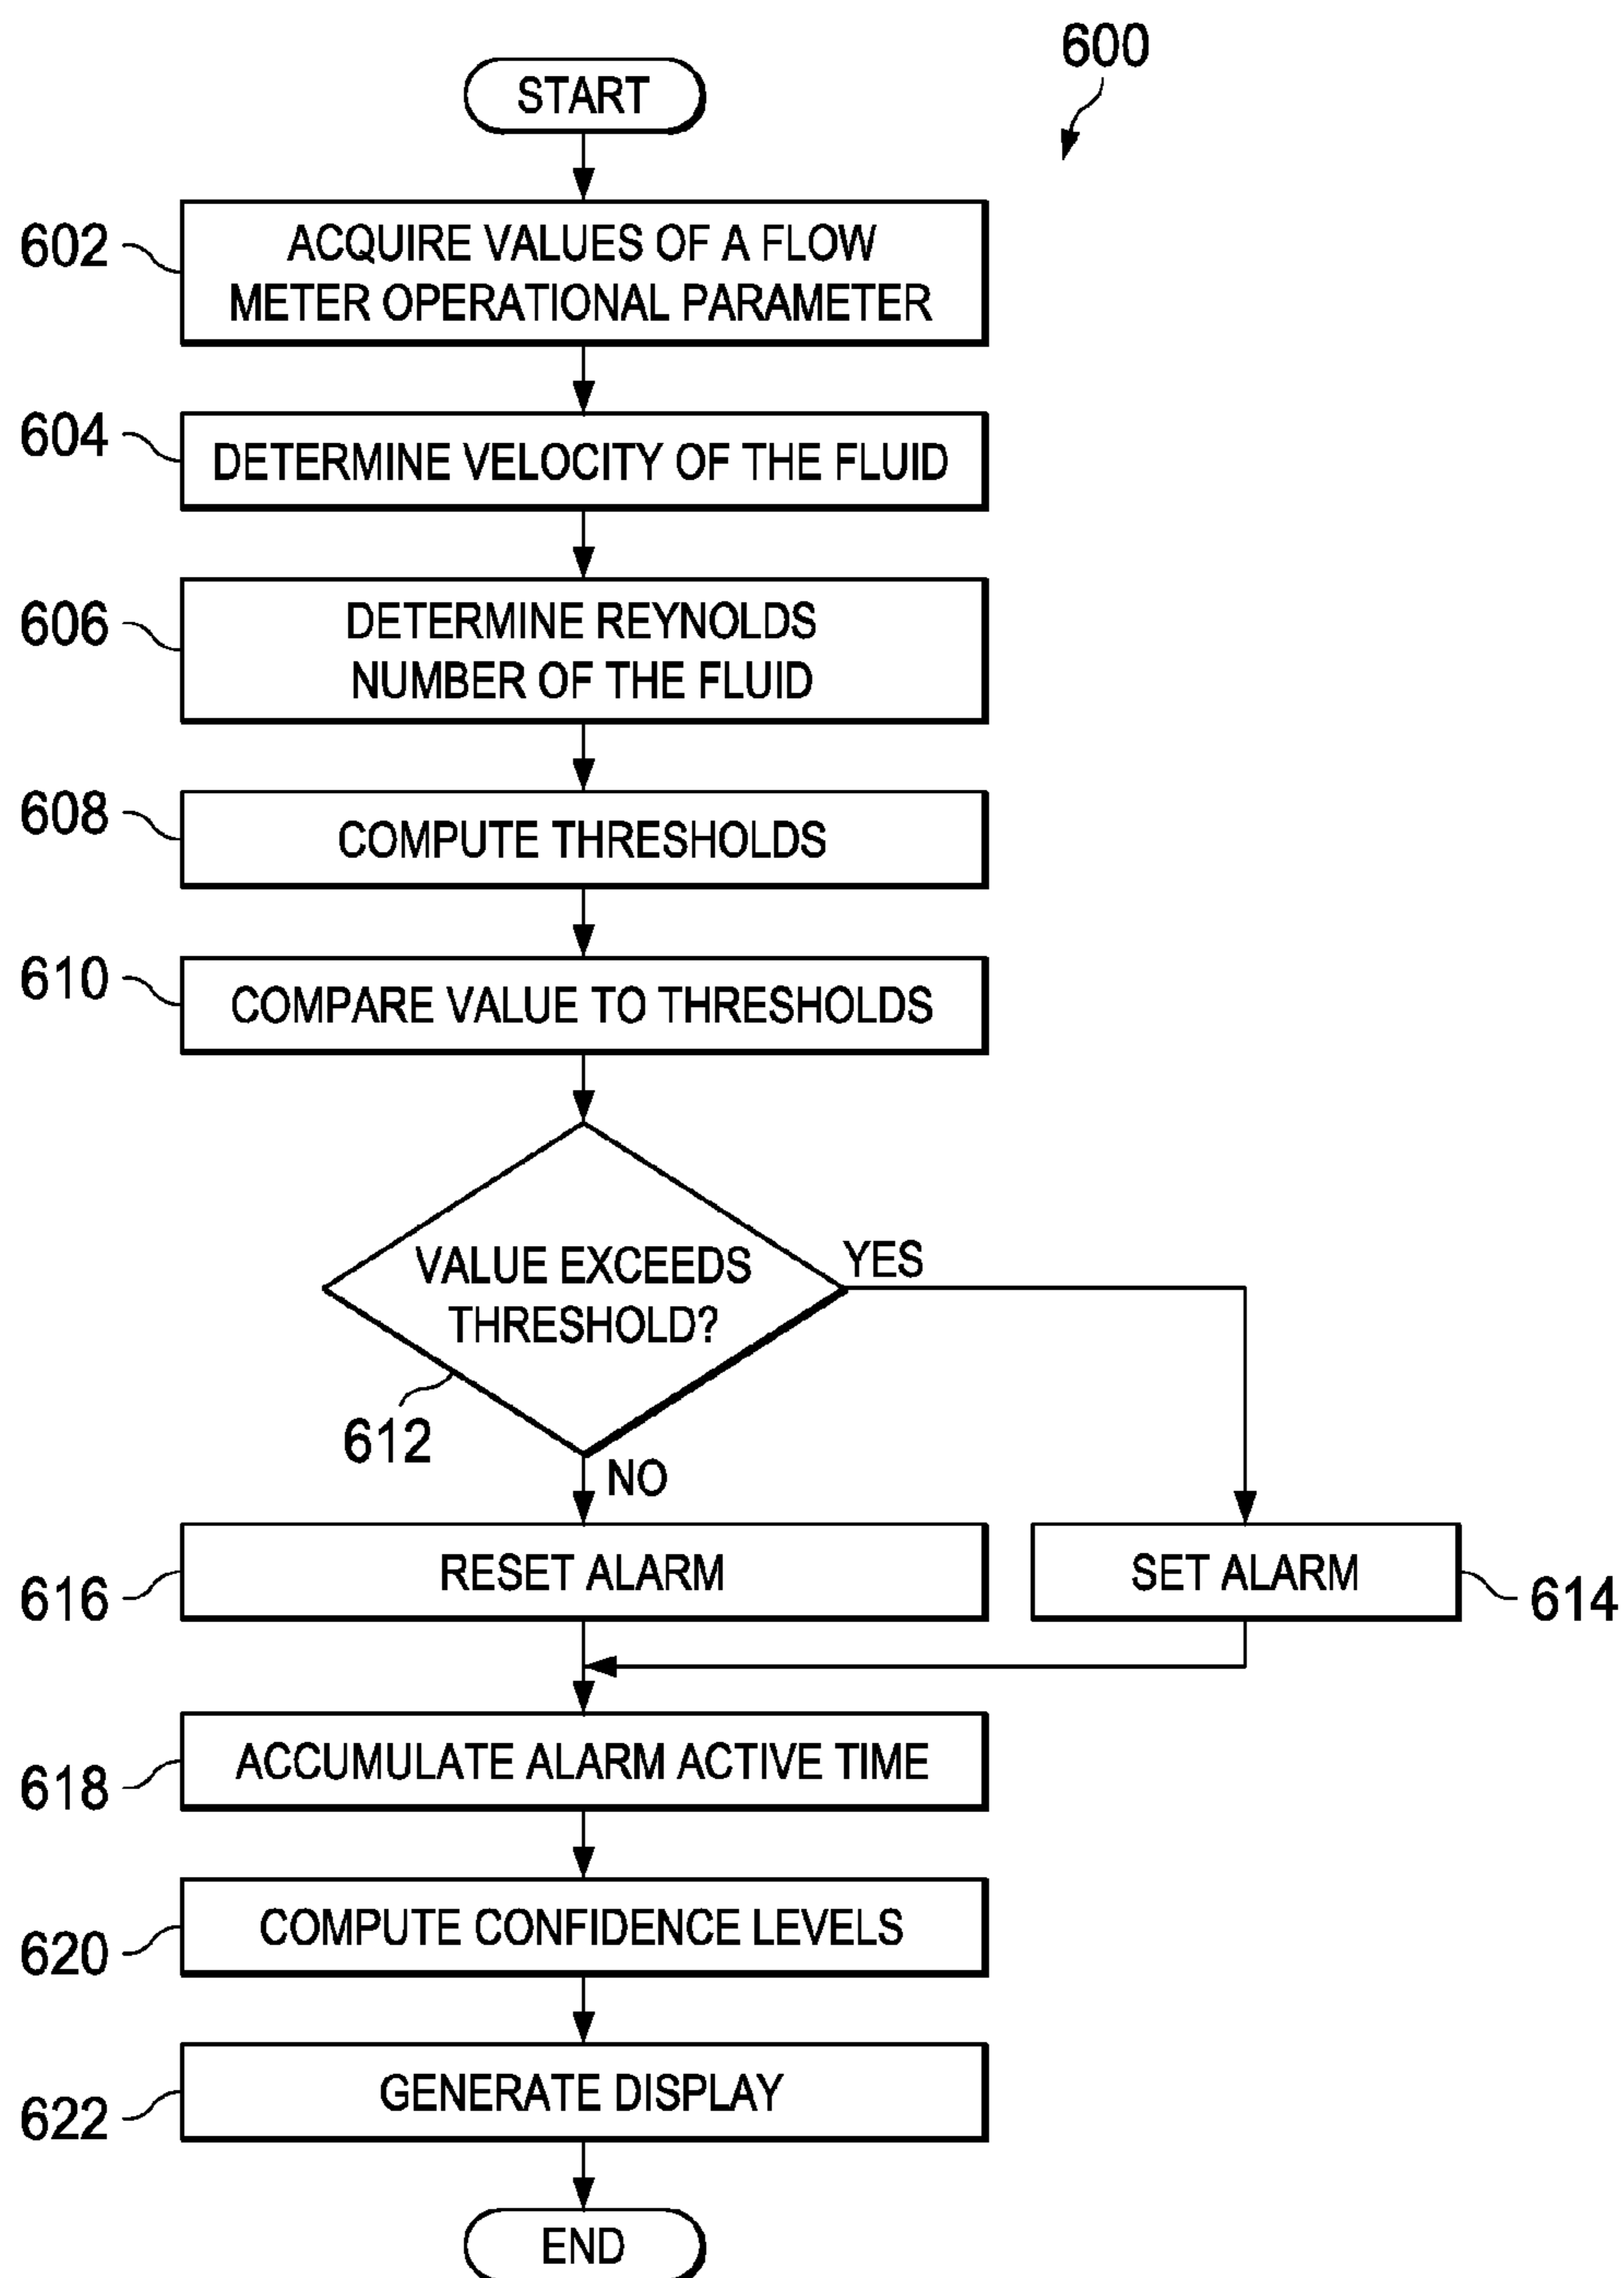 600
START
602
ACQUIRE VALUES OF A FLOW
METER OPERATIONAL PARAMETER
604
DETERMINE VELOCITY OF THE FLUID
606
DETERMINE REYNOLDS
NUMBER OF THE FLUID
608
COMPUTE THRESHOLDS
610
COMPARE VALUE TO THRESHOLDS
VALUE EXCEEDS
THRESHOLD?
YES
612
NO
616
RESET ALARM
SET ALARM
614
618
ACCUMULATE ALARM ACTIVE TIME
620
COMPUTE CONFIDENCE LEVELS
622
GENERATE DISPLAY
END